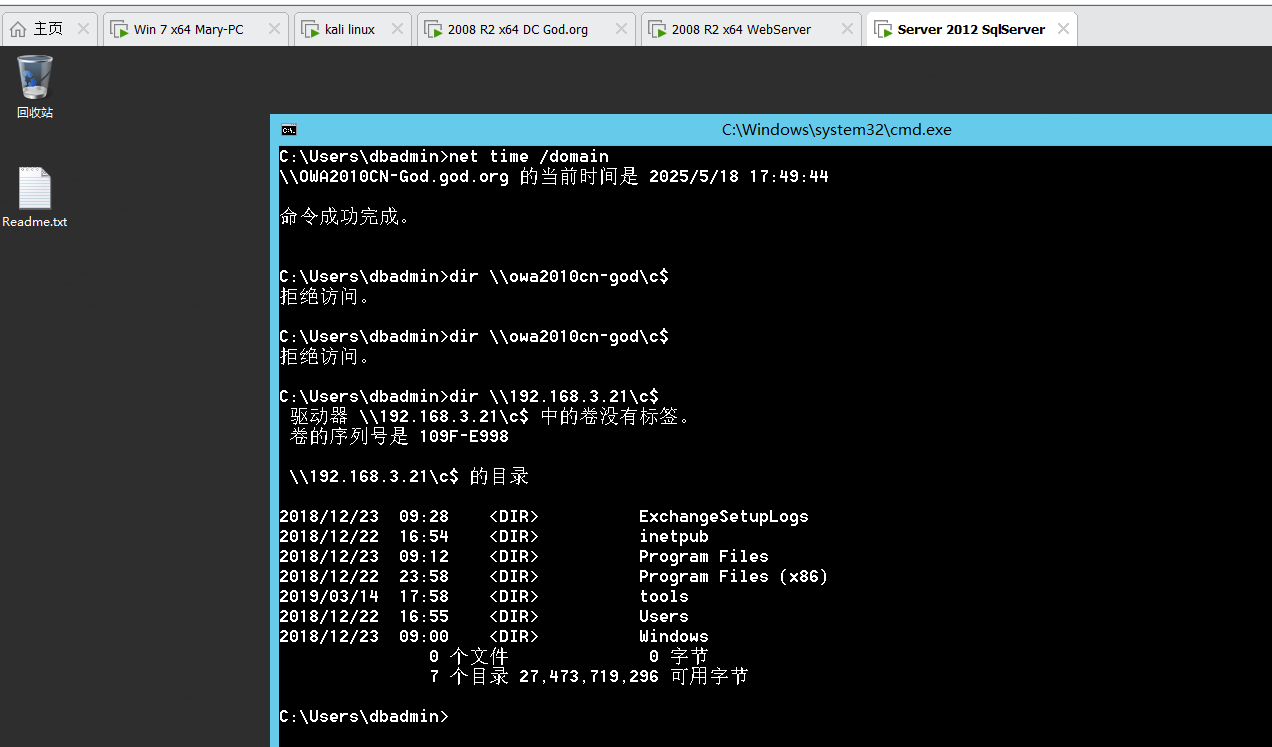 主页
Win 7 x64 Mary-PC
kali linux
2008 R2 x64 DC God.org
2008 R2 x64 WebServer
Server 2012 SqlServer
回收站
Readme.txt
C:\Windows\system32\cmd.exe
C:\Users\dbadmin>net time /domain
\\OWA2010CN-God.god.org 的当前时间是 2025/5/18 17:49:44
命令成功完成。
C:\Users\dbadmin>dir \\owa2010cn-god\c$
拒绝访问。
C:\Users\dbadmin>dir \\owa2010cn-god\c$
拒绝访问。
C:\Users\dbadmin>dir \\192.168.3.21\c$
驱动器 \\192.168.3.21\c$ 中的卷没有标签。
卷的序列号是 109F-E998
\\192.168.3.21\c$ 的目录
2018/12/23  09:28    <DIR>          ExchangeSetupLogs
2018/12/22  16:54    <DIR>          inetpub
2018/12/23  09:12    <DIR>          Program Files
2018/12/22  23:58    <DIR>          Program Files (x86)
2019/03/14  17:58    <DIR>          tools
2018/12/22  16:55    <DIR>          Users
2018/12/23  09:00    <DIR>          Windows
0 个文件              0 字节
7 个目录 27,473,719,296 可用字节
C:\Users\dbadmin>